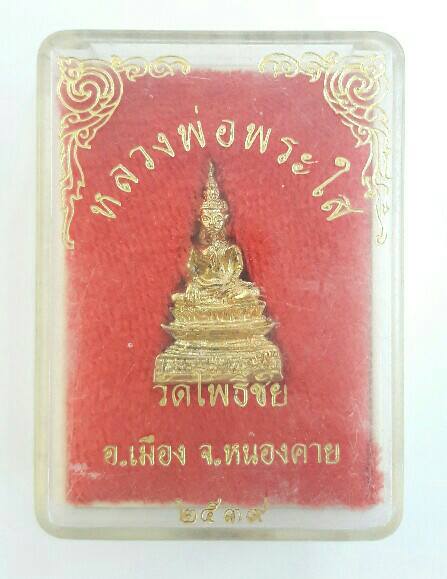 หลวงพ่อพระใส
วัดโพธิ์ชัย
อ.เมือง จ.หนองคาย
๒๕๓๙